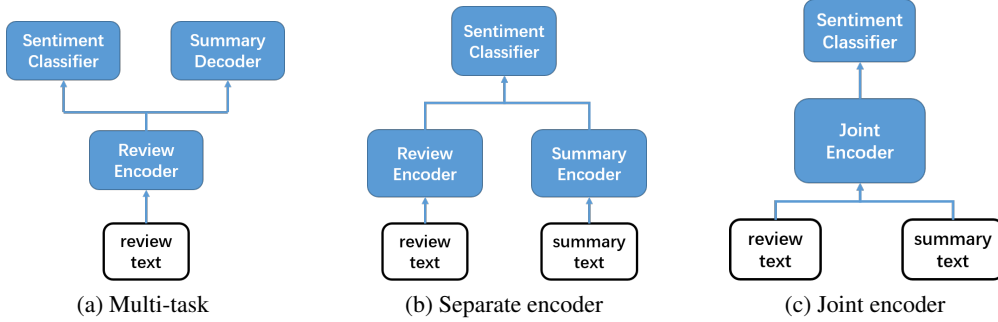 Sentiment
Classifier
Summary
Decoder
Review
Encoder
review
text
(a) Multi-task
Sentiment
Classifier
Review
Encoder
Summary
Encoder
review
text
summary
text
(b) Separate encoder
Sentiment
Classifier
Joint
Encoder
review
text
summary
text
(c) Joint encoder